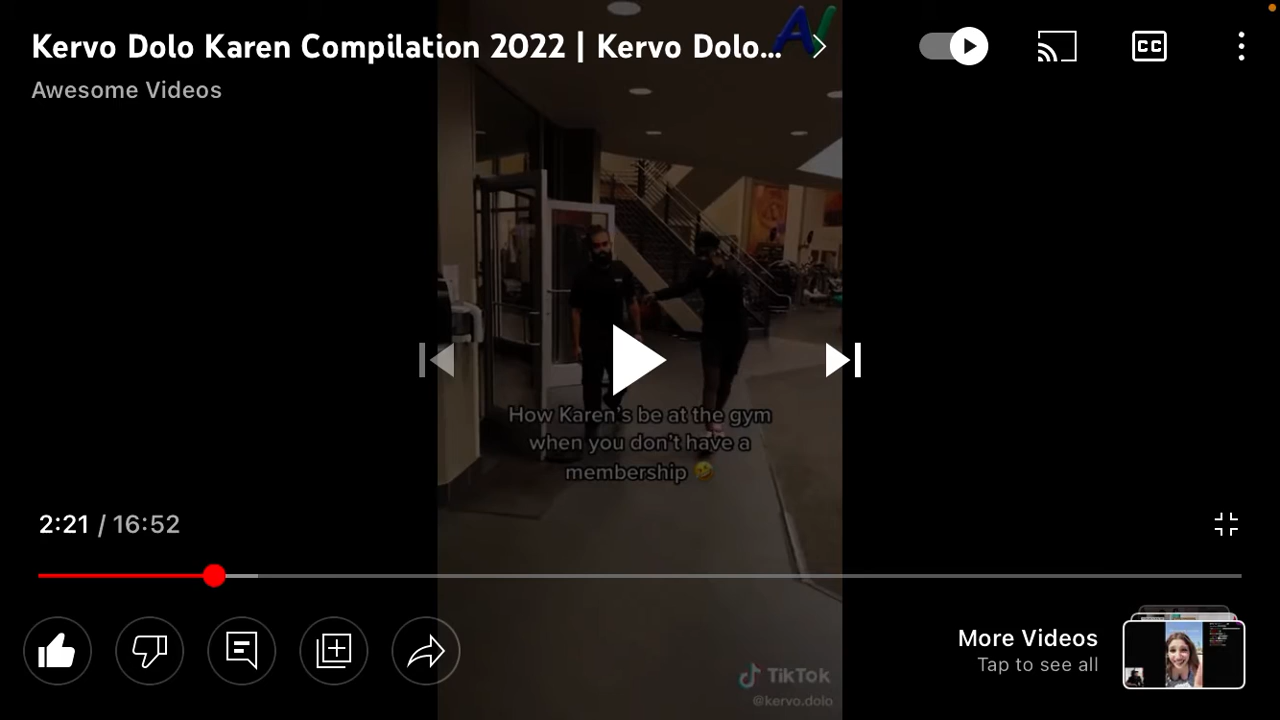 Kervo Dolo Karen Compilation 2022 | Kervo Dolo...
Awesome Videos
CC
How Karen's be at the gym
when you don't have a
membership 🤣
2:21 / 16:52
More Videos
Tap to see all
TikTok
@kervo.dolo